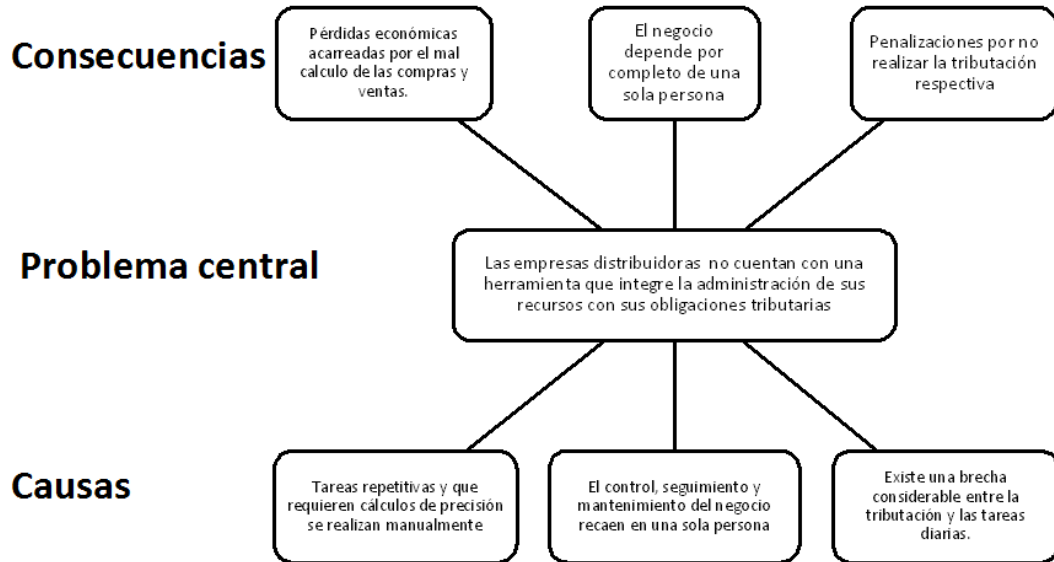 Consecuencias
Pérdidas económicas
acarreadas por el mal
calculo de las compras y
ventas.
El negocio
depende por
completo de una
sola persona
Penalizaciones por no
realizar la tributación
respectiva
Problema central
Las empresas distribuidoras no cuentan con una
herramienta que integre la administración de sus
recursos con sus obligaciones tributarias
Causas
Tareas repetitivas y que
requieren cálculos de precisión
se realizan manualmente
El control, seguimiento y
mantenimiento del negocio
recaen en una sola persona
Existe una brecha
considerable entre la
tributación y las tareas
diarias.